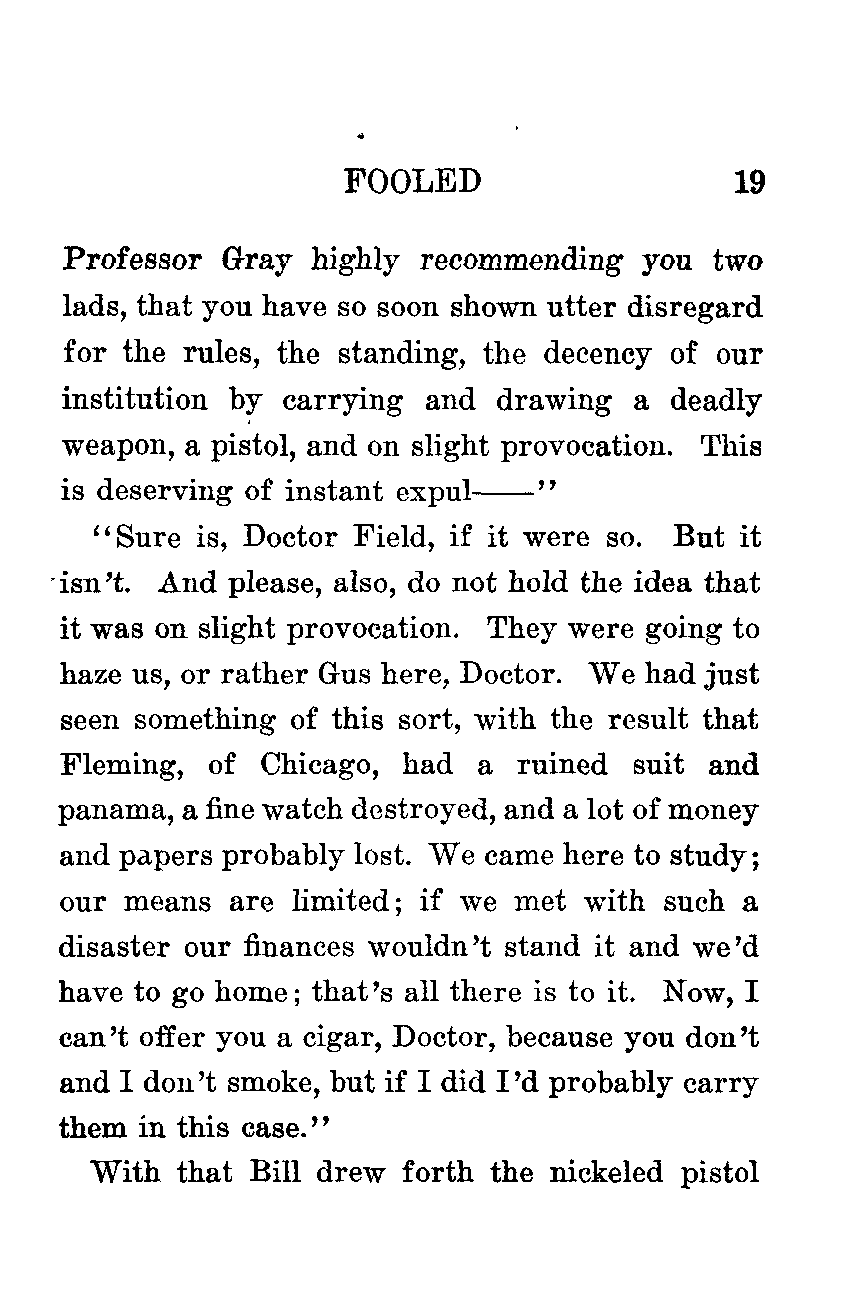 FOOLED 19
Professor Gray highly recommending you two
lads, that you have so soon shown utter disregard
for the rules, the standing, the decency of our
institution by carrying and drawing a deadly
weapon, a pistol, and on slight provocation. This
is deserving of instant expul——"
"Sure is, Doctor Field, if it were so. But it
isn't. And please, also, do not hold the idea that
it was on slight provocation. They were going to
haze us, or rather Gus here, Doctor. We had just
seen something of this sort, with the result that
Fleming, of Chicago, had a ruined suit and
panama, a fine watch destroyed, and a lot of money
and papers probably lost. We came here to study;
our means are limited; if we met with such a
disaster our finances wouldn't stand it and we'd
have to go home; that's all there is to it. Now, I
can't offer you a cigar, Doctor, because you don't
and I don't smoke, but if I did I'd probably carry
them in this case."
With that Bill drew forth the nickeled pistol